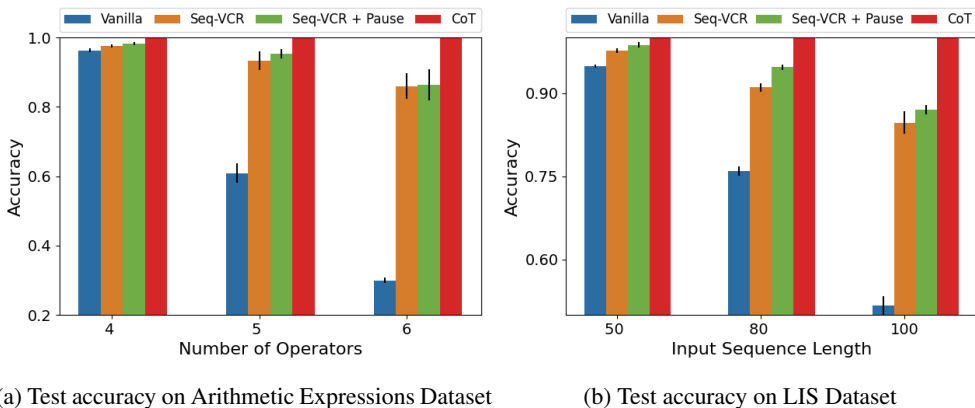 Vanilla Seq-VCR Seq-VCR + Pause CoT
1.0
0.8
0.6
0.4
0.2
Accuracy
4 5 6
Number of Operators
(a) Test accuracy on Arithmetic Expressions Dataset
Vanilla Seq-VCR Seq-VCR + Pause CoT
0.90
0.75
0.60
Accuracy
50 80 100
Input Sequence Length
(b) Test accuracy on LIS Dataset